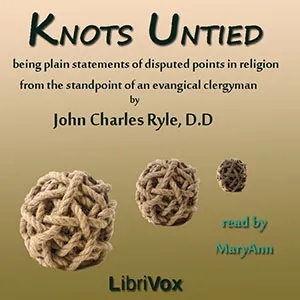 KNOTS UNTIED
being plain statements of disputed points in religion
from the standpoint of an evangical clergyman
by
John Charles Ryle, D.D
read by
MaryAnn
LibriVox